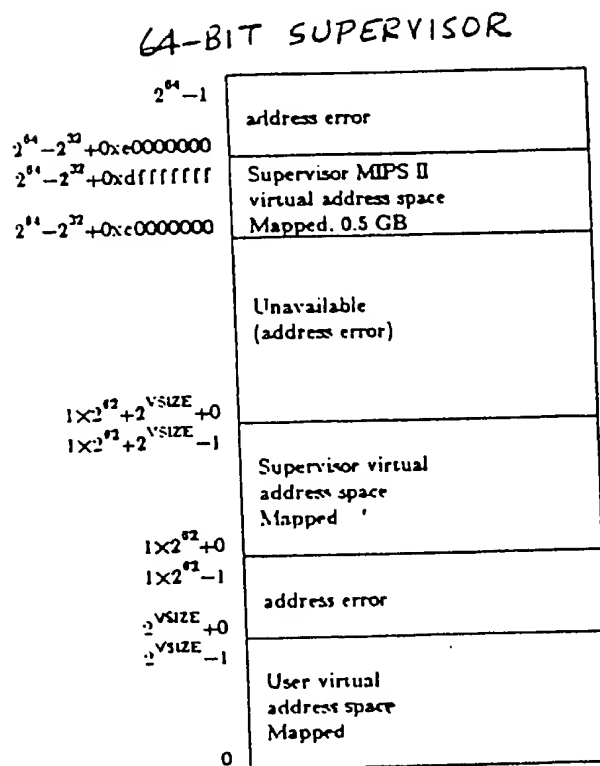 64-BIT SUPERVISOR
2^64−1
address error
2^64−2^32+0xe0000000
2^64−2^32+0xdfffffff
Supervisor MIPS II
virtual address space
Mapped. 0.5 GB
2^64−2^32+0xc0000000
Unavailable
(address error)
1×2^62+2^VSIZE+0
1×2^62+2^VSIZE−1
Supervisor virtual
address space
Mapped
1×2^62+0
1×2^62−1
address error
2^VSIZE+0
2^VSIZE−1
User virtual
address space
Mapped
0